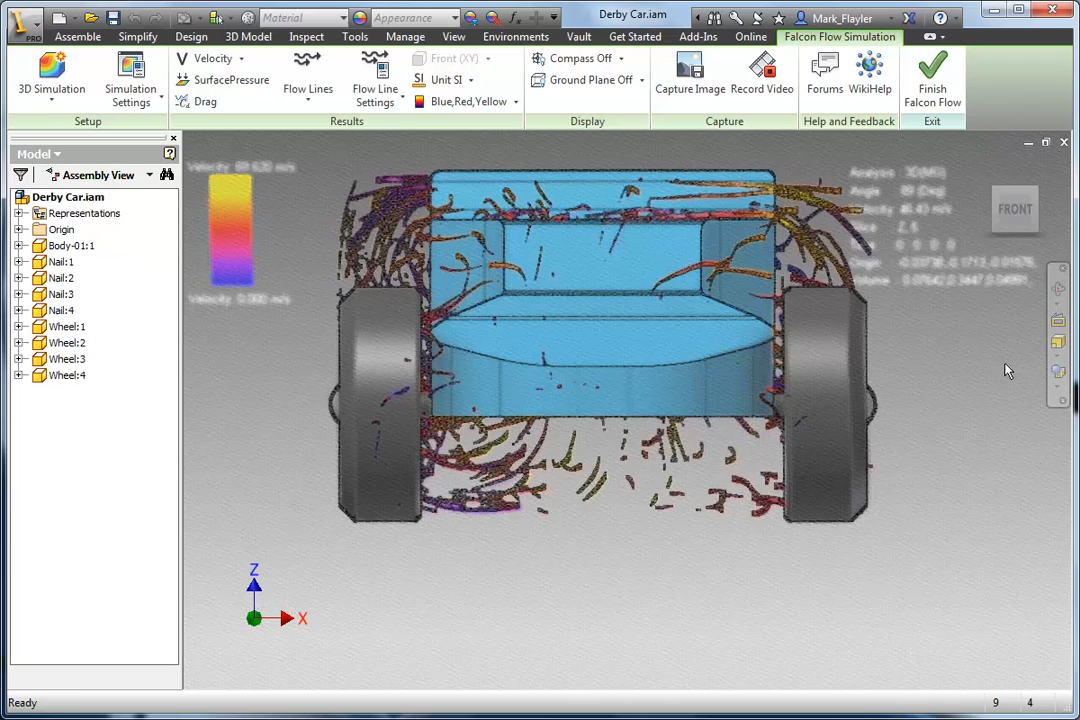 Material
Appearance
Derby Car.iam
Mark_Flayler
PRO
Assemble Simplify Design 3D Model Inspect Tools Manage View Environments Vault Get Started Add-Ins Online Falcon Flow Simulation
3D Simulation
Simulation Settings
Velocity
SurfacePressure
Drag
Flow Lines
Flow Line Settings
Front (XY)
Unit SI
Blue,Red,Yellow
Compass Off
Ground Plane Off
Capture Image
Record Video
Forums
WikiHelp
Finish Falcon Flow
Setup
Results
Display
Capture
Help and Feedback
Exit
Model
Assembly View
Derby Car.iam
Representations
Origin
Body-01:1
Nail:1
Nail:2
Nail:3
Nail:4
Wheel:1
Wheel:2
Wheel:3
Wheel:4
Velocity: 0.000 m/s
FRONT
Z
X
Ready
9 4